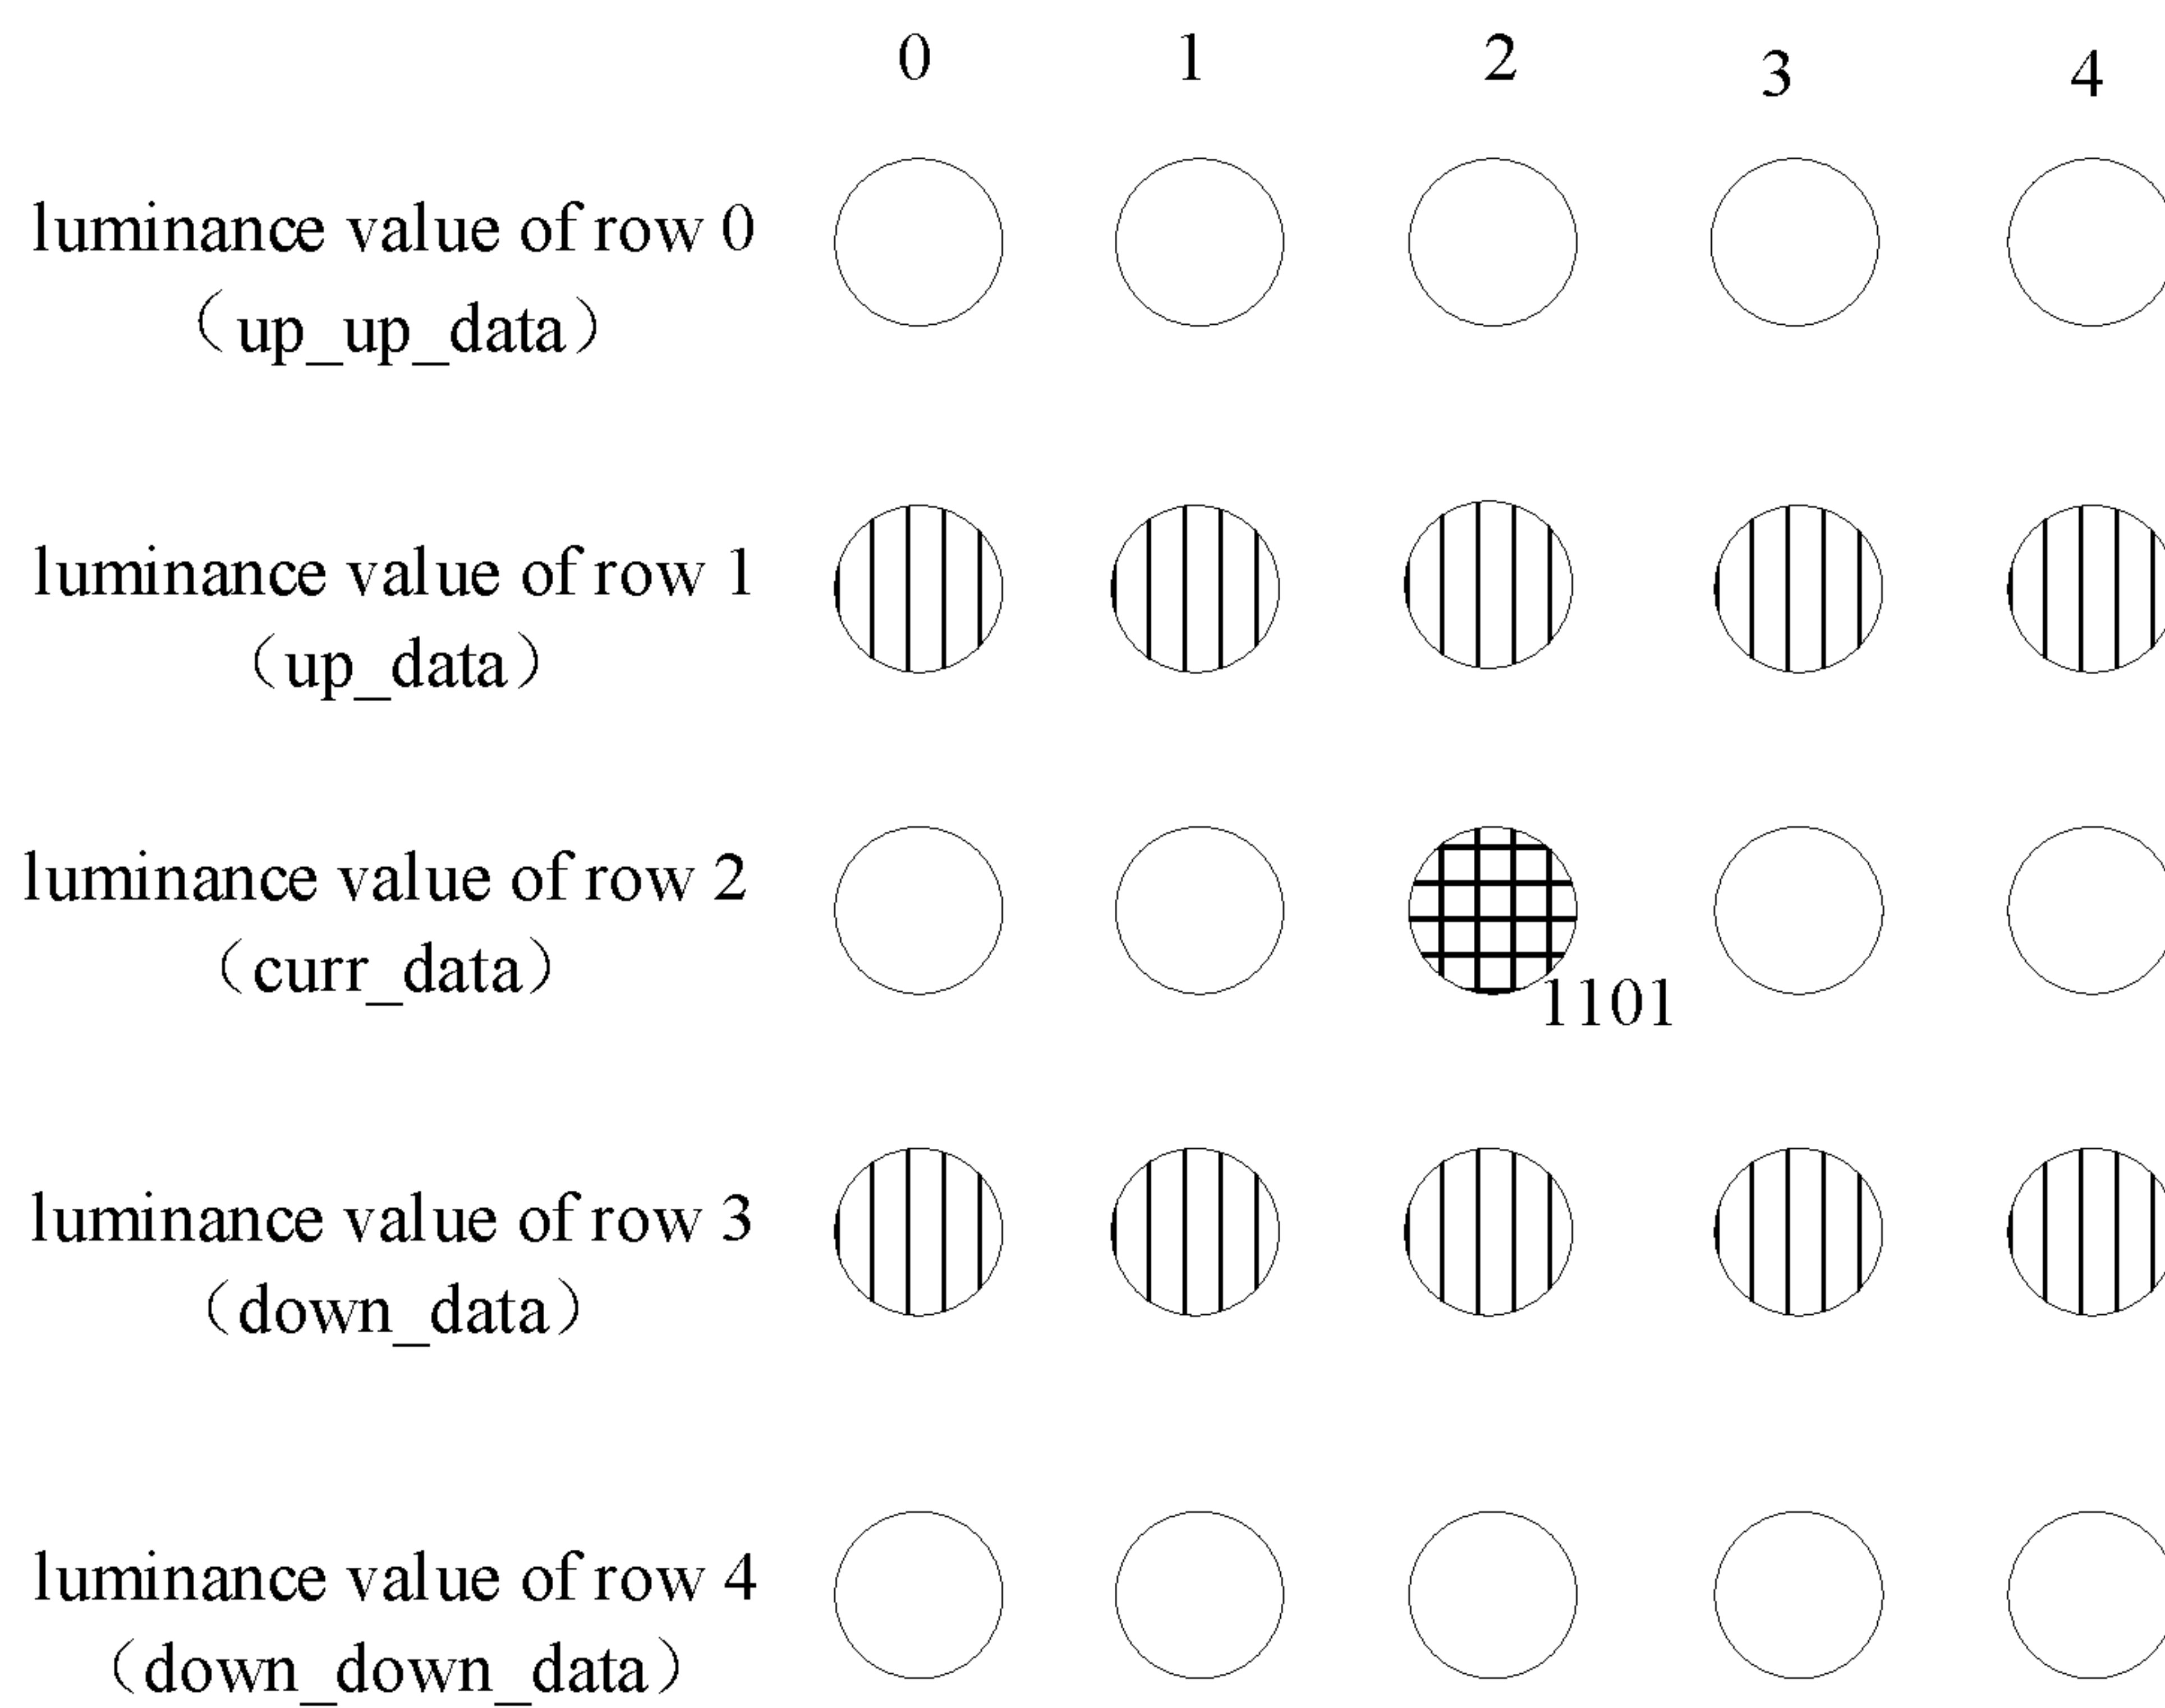 0 1 2 3 4
luminance value of row 0
(up_up_data)
luminance value of row 1
(up_data)
luminance value of row 2
(curr_data)
1101
luminance value of row 3
(down_data)
luminance value of row 4
(down_down_data)